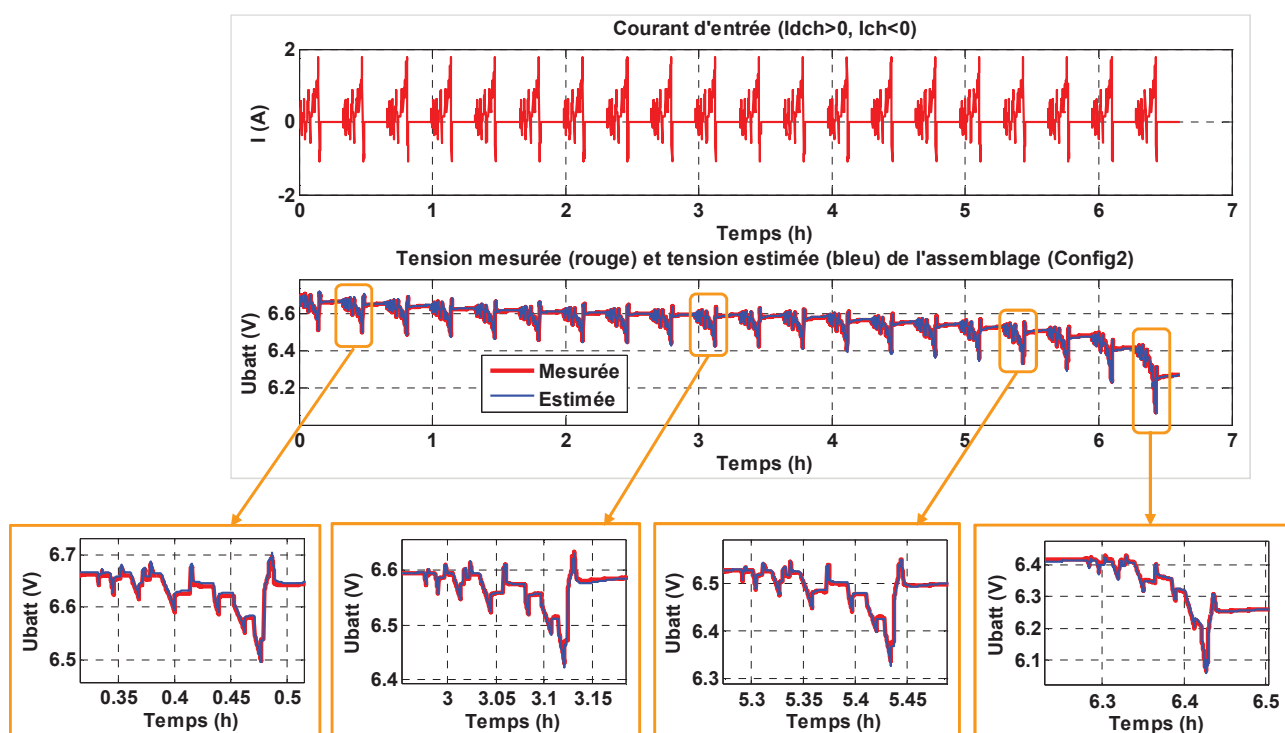 Courant d'entrée (Idch>0, Ich<0)
2
0
-2
I (A)
0 1 2 3 4 5 6 7
Temps (h)
Tension mesurée (rouge) et tension estimée (bleu) de l'assemblage (Config2)
6.6
6.4
6.2
Ubatt (V)
Mesurée
Estimée
0 1 2 3 4 5 6 7
Temps (h)
6.7
6.6
6.5
Ubatt (V)
0.35 0.4 0.45 0.5
Temps (h)
6.6
6.5
6.4
Ubatt (V)
3 3.05 3.1 3.15
Temps (h)
6.5
6.4
6.3
Ubatt (V)
5.3 5.35 5.4 5.45
Temps (h)
6.4
6.3
6.2
6.1
Ubatt (V)
6.3 6.4 6.5
Temps (h)